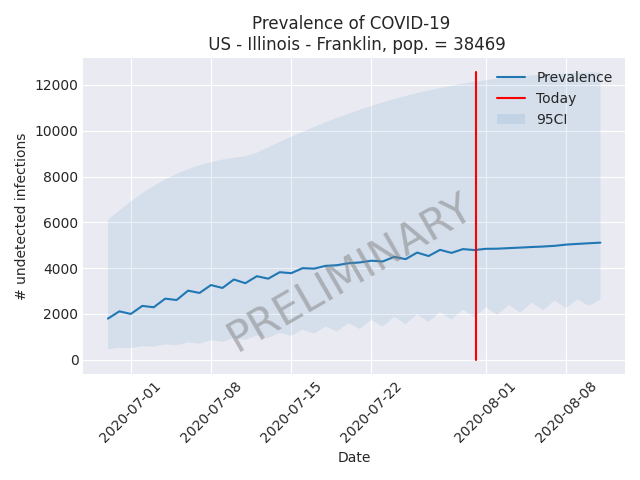 Prevalence of COVID-19
US - Illinois - Franklin, pop. = 38469
# undetected infections
12000
10000
8000
6000
4000
2000
0
Prevalence
Today
95CI
PRELIMINARY
2020-07-01
2020-07-08
2020-07-15
2020-07-22
2020-08-01
2020-08-08
Date